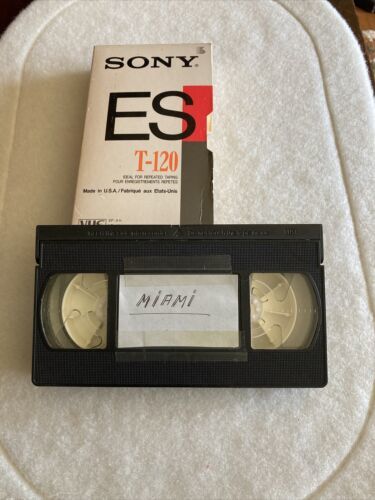 SONY®
ES
T-120
IDEAL FOR REPEATED TAPING
POUR ENREGISTREMENTS REPETES
Made in U.S.A./Fabriqué aux Etats-Unis
VHS
MIAMI